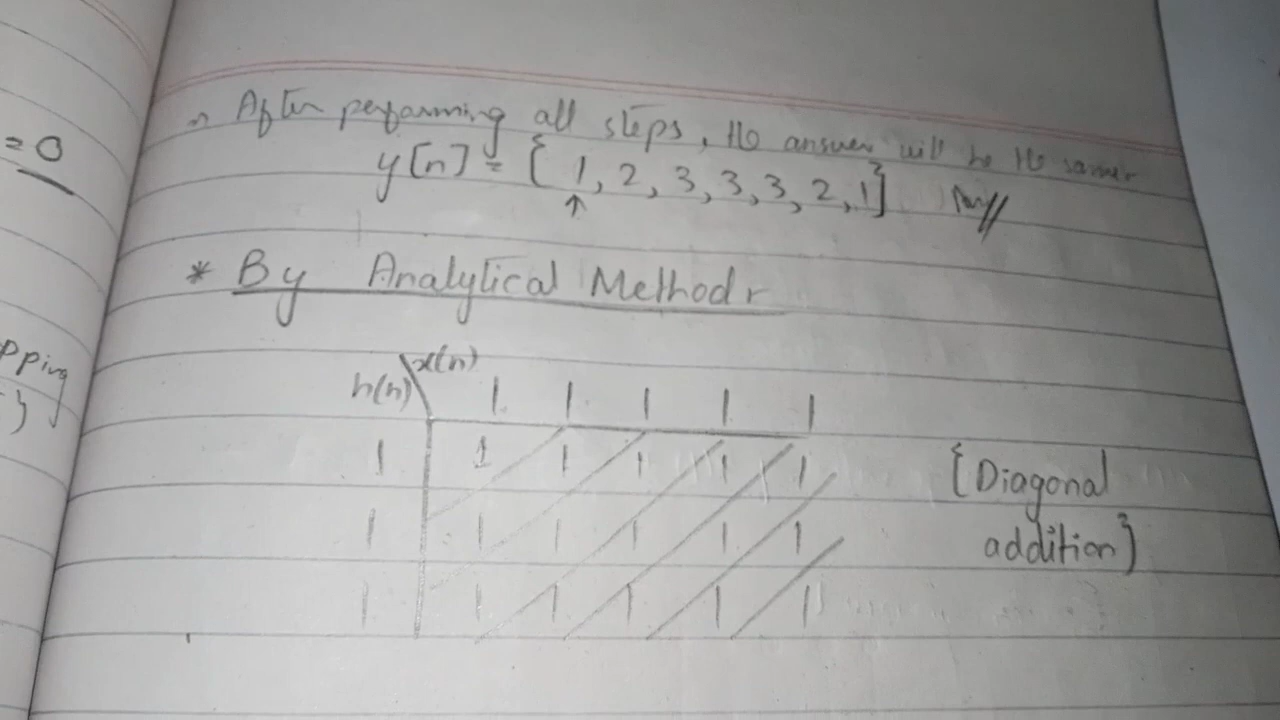 = 0
pping
}
→ After performing all steps, the answer will be the same
y[n] = { 1, 2, 3, 3, 3, 2, 1 }
↑
* By Analytical Method
x(n)
h(n) 1 1 1 1 1
1 1 1 1 1 1
1 1 1 1 1 1
1 1 1 1 1 1
{Diagonal
addition}